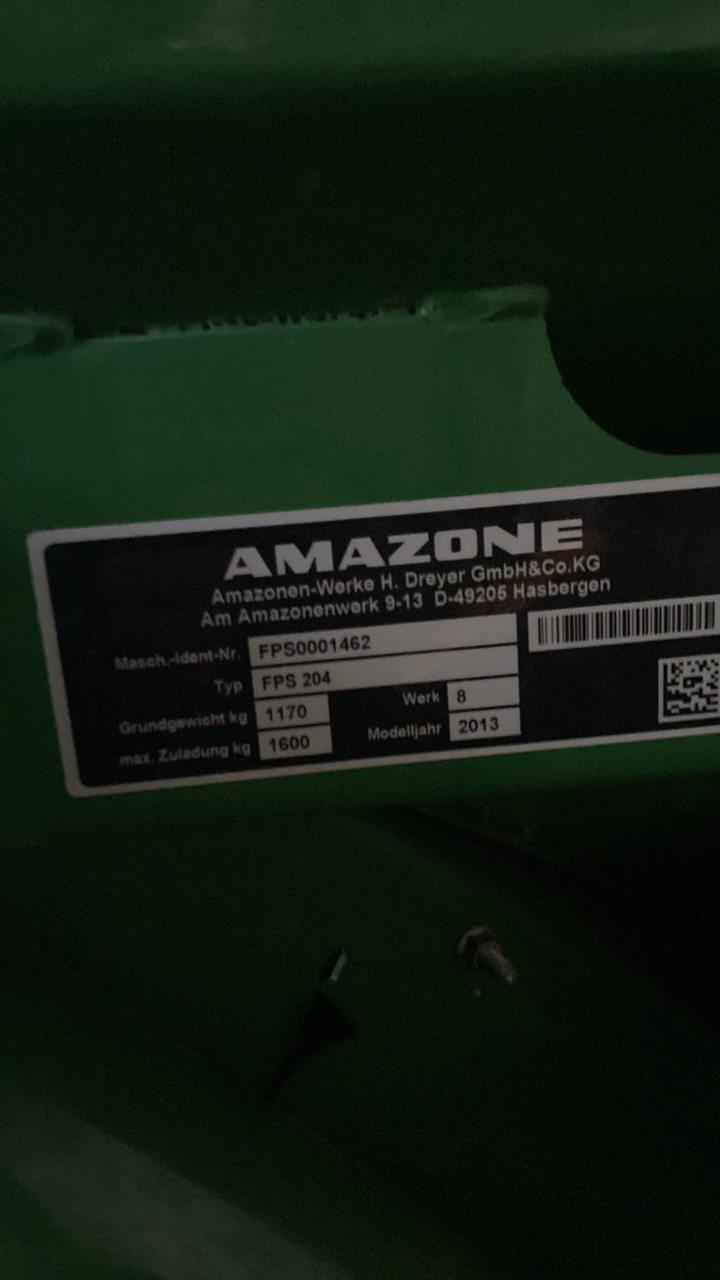 AMAZONE
Amazonen-Werke H. Dreyer GmbH&Co.KG
Am Amazonenwerk 9-13 D-49205 Hasbergen
Masch.-Ident-Nr. FPS0001462
Typ FPS 204
Grundgewicht kg 1170 Werk 8
max. Zuladung kg 1600 Modelljahr 2013